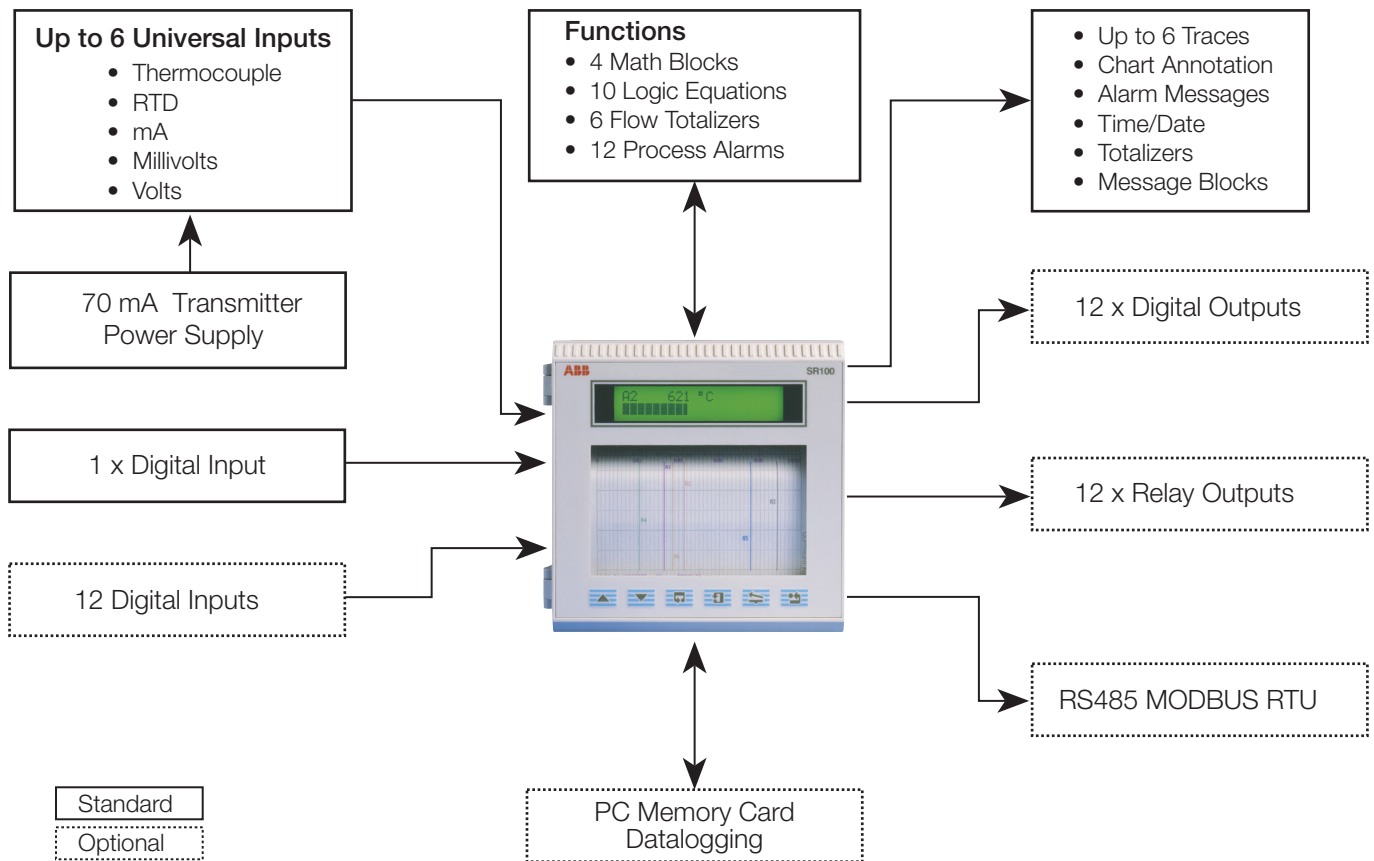 Up to 6 Universal Inputs
• Thermocouple
• RTD
• mA
• Millivolts
• Volts
70 mA Transmitter
Power Supply
1 x Digital Input
12 Digital Inputs
Functions
• 4 Math Blocks
• 10 Logic Equations
• 6 Flow Totalizers
• 12 Process Alarms
ABB
SR100
A2 621 °C
• Up to 6 Traces
• Chart Annotation
• Alarm Messages
• Time/Date
• Totalizers
• Message Blocks
12 x Digital Outputs
12 x Relay Outputs
RS485 MODBUS RTU
PC Memory Card
Datalogging
Standard
Optional